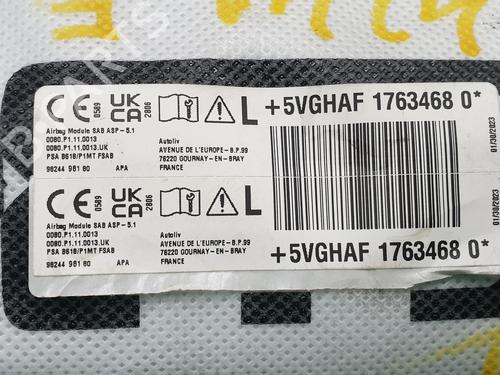 CE 0589 UK CA 2806 L +5VGHAF 1763468 0*
Airbag Module SAB ASP-5.1
0080.P1.11.0013
0080.P1.11.0013.UK
PSA B618/P1MT FSAB
98244 981 80 APA
Autoliv
AVENUE DE L'EUROPE-B.P.99
76220 GOURNAY-EN-BRAY
FRANCE
01/30/2023
CE 0589 UK CA 2806 L
Airbag Module SAB ASP-5.1
0080.P1.11.0013
0080.P1.11.0013.UK
PSA B618/P1MT FSAB
98244 981 80 APA
Autoliv
AVENUE DE L'EUROPE-B.P.99
76220 GOURNAY-EN-BRAY
FRANCE
+5VGHAF 1763468 0*
01/30/2023